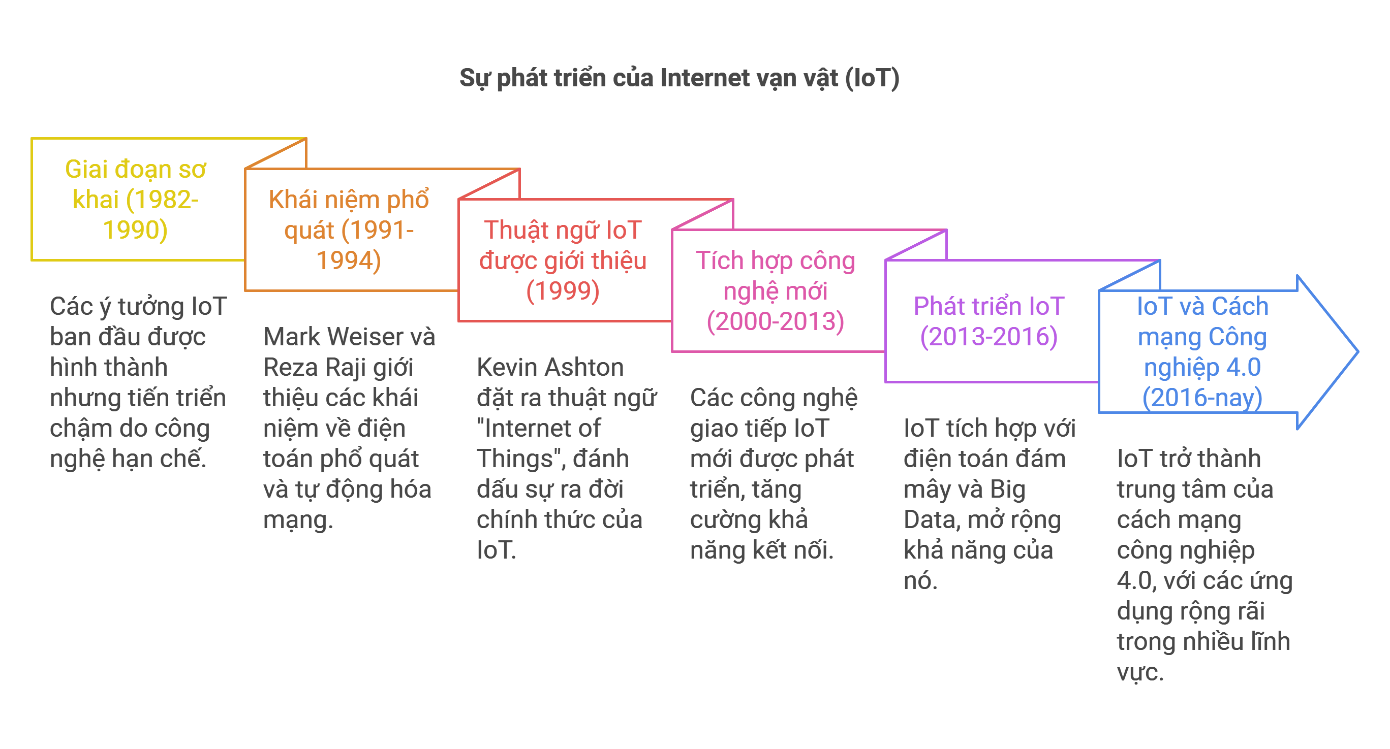 Sự phát triển của Internet vạn vật (IoT)
Giai đoạn sơ
khai (1982-
1990)
Các ý tưởng IoT
ban đầu được
hình thành
nhưng tiến triển
chậm do công
nghệ hạn chế.
Khái niệm phổ
quát (1991-
1994)
Mark Weiser và
Reza Raji giới
thiệu các khái
niệm về điện
toán phổ quát
và tự động hóa
mạng.
Thuật ngữ IoT
được giới thiệu
(1999)
Kevin Ashton
đặt ra thuật ngữ
"Internet of
Things", đánh
dấu sự ra đời
chính thức của
IoT.
Tích hợp công
nghệ mới
(2000-2013)
Các công nghệ
giao tiếp IoT
mới được phát
triển, tăng
cường khả
năng kết nối.
Phát triển IoT
(2013-2016)
IoT tích hợp với
điện toán đám
mây và Big
Data, mở rộng
khả năng của
nó.
IoT và Cách
mạng Công
nghiệp 4.0
(2016-nay)
IoT trở thành
trung tâm của
cách mạng
công nghiệp
4.0, với các ứng
dụng rộng rãi
trong nhiều lĩnh
vực.